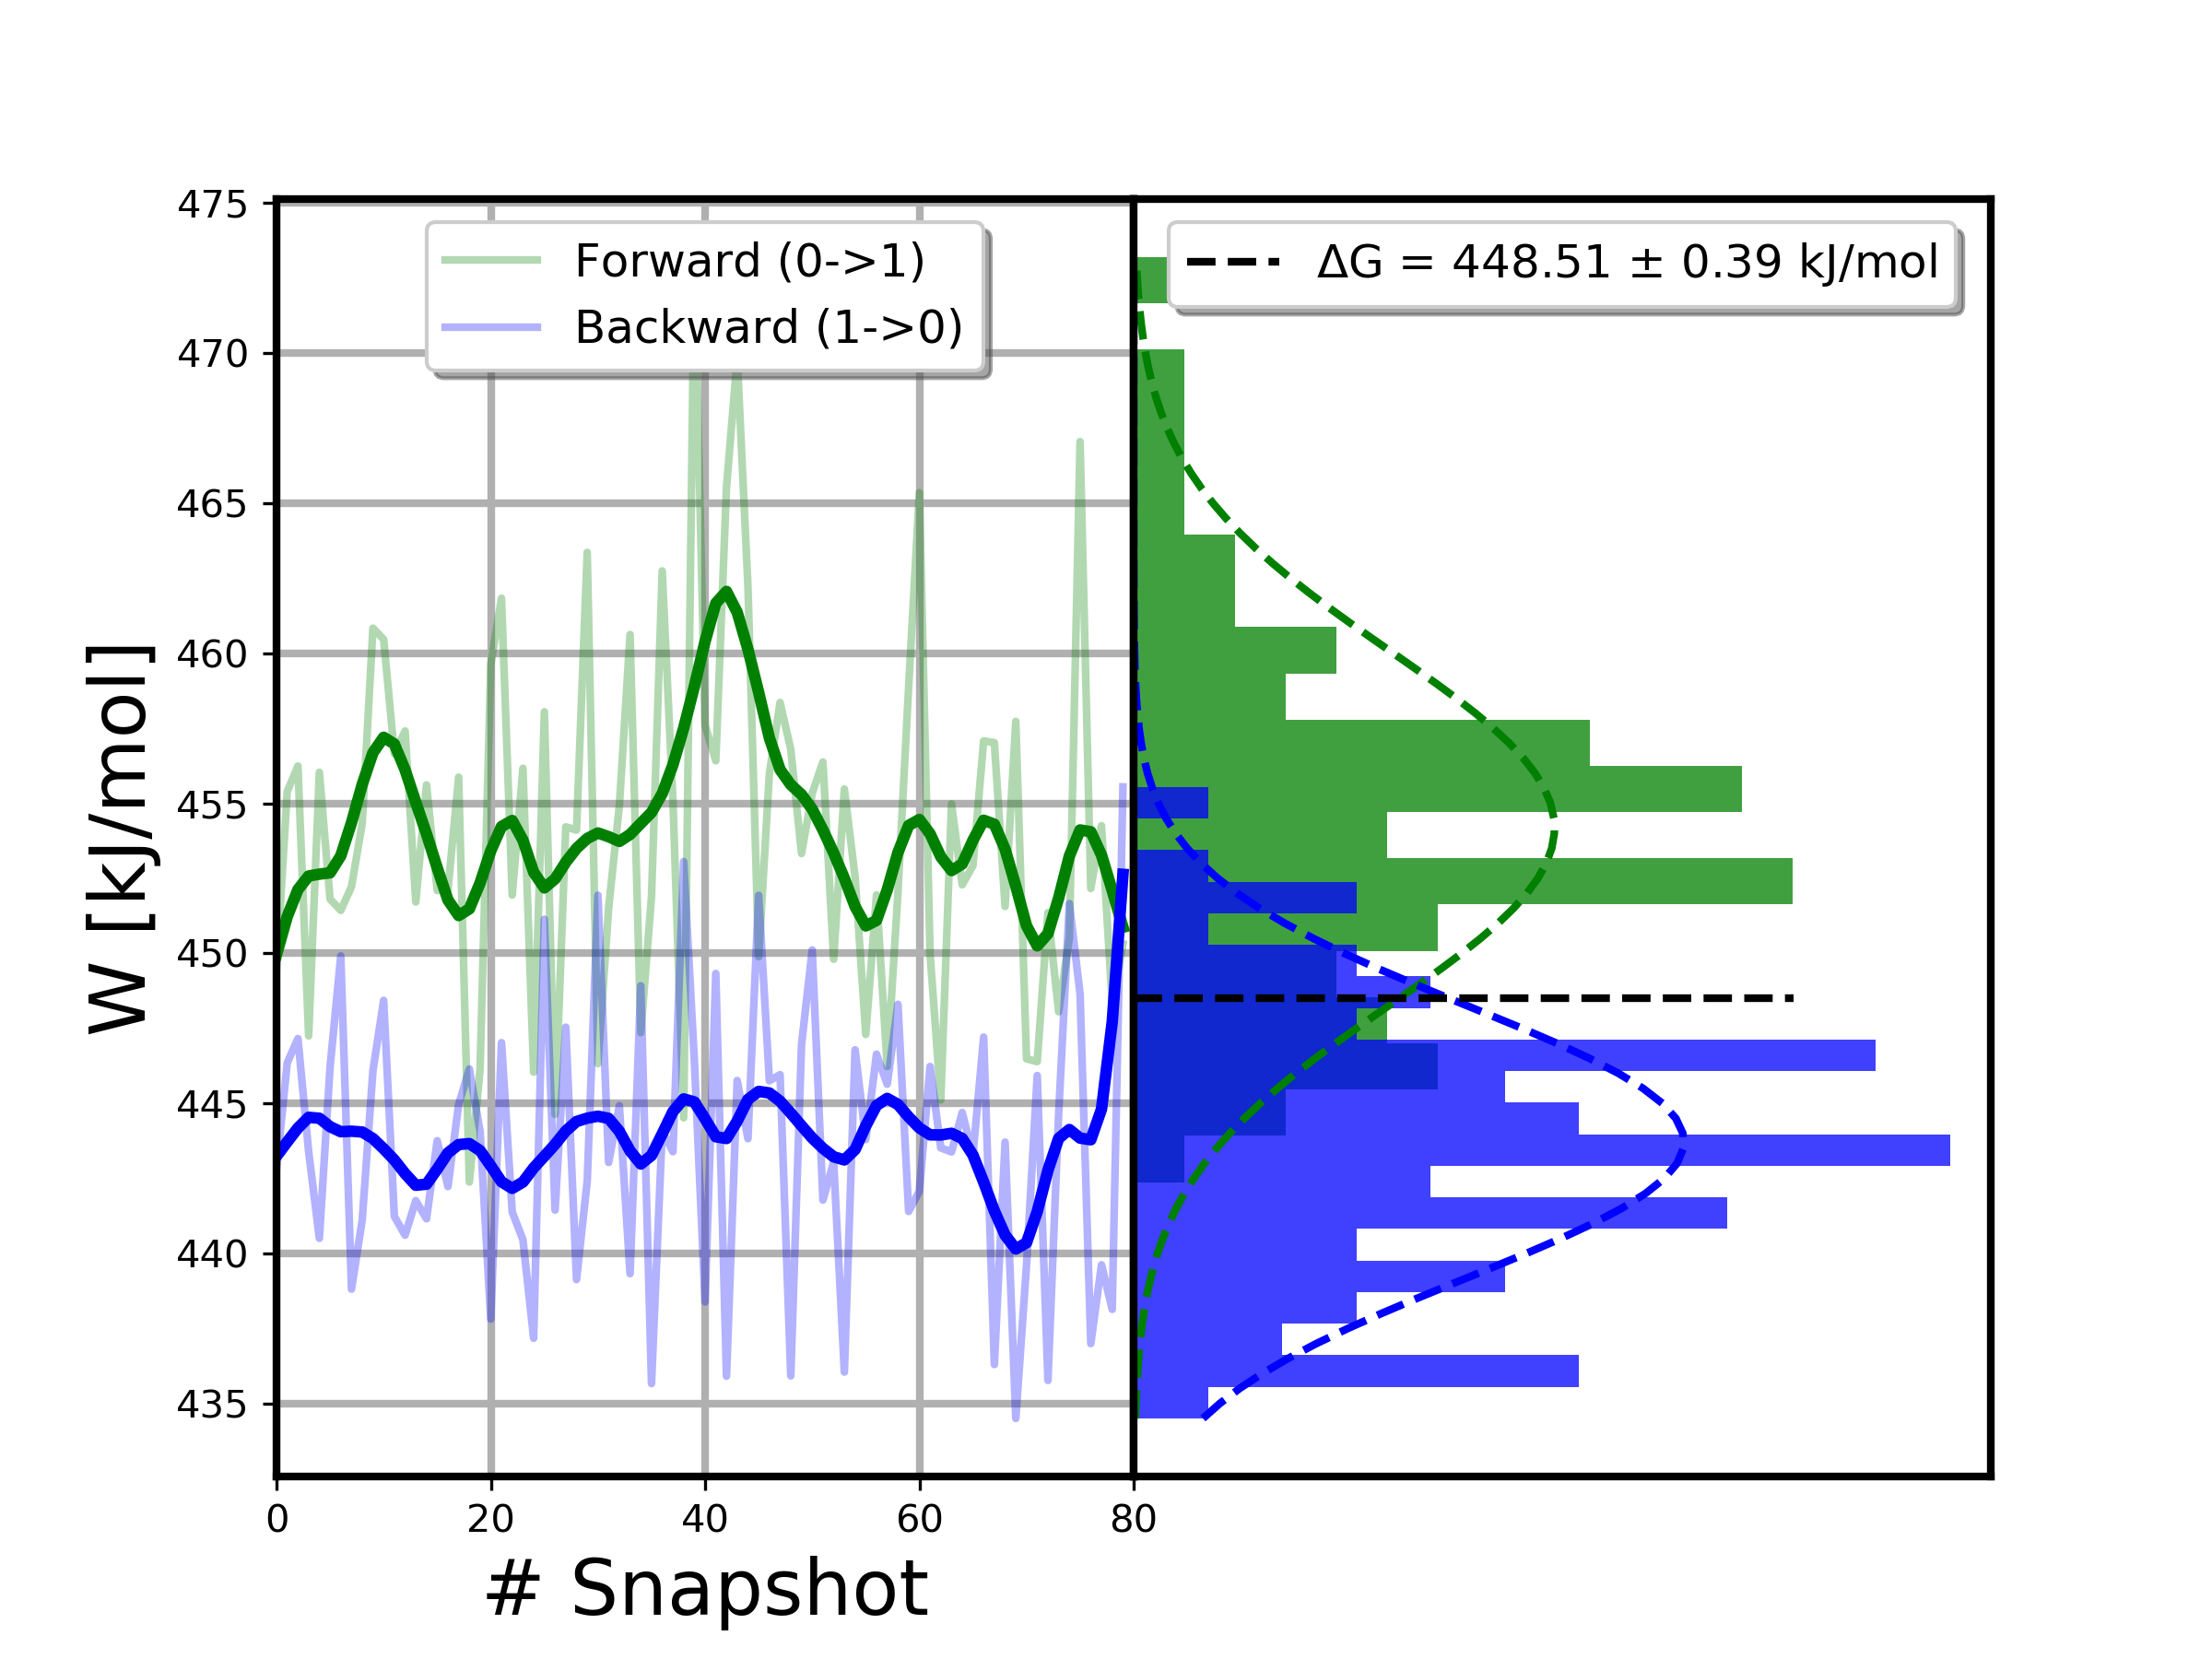 475
470
465
460
455
450
445
440
435
W [kJ/mol]
Forward (0->1)
Backward (1->0)
ΔG = 448.51 ± 0.39 kJ/mol
0 20 40 60 80
# Snapshot